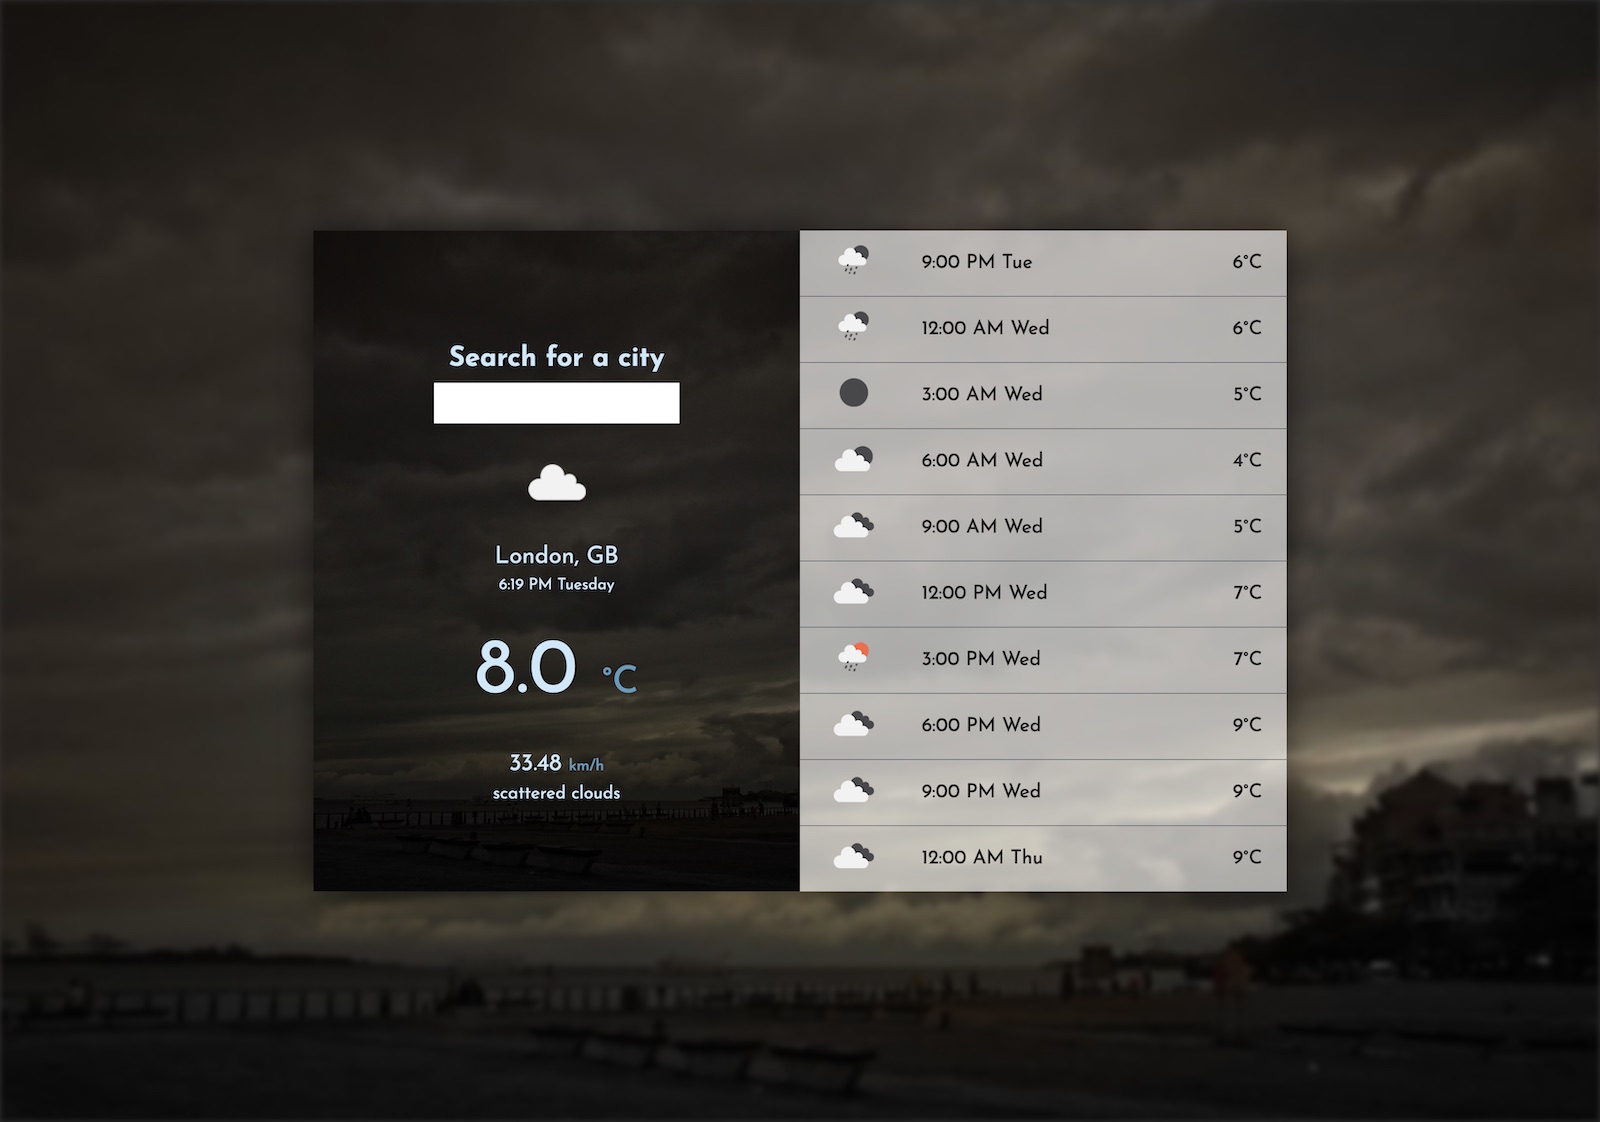 Search for a city
London, GB
6:19 PM Tuesday
8.0 °C
33.48 km/h
scattered clouds
9:00 PM Tue 6°C
12:00 AM Wed 6°C
3:00 AM Wed 5°C
6:00 AM Wed 4°C
9:00 AM Wed 5°C
12:00 PM Wed 7°C
3:00 PM Wed 7°C
6:00 PM Wed 9°C
9:00 PM Wed 9°C
12:00 AM Thu 9°C